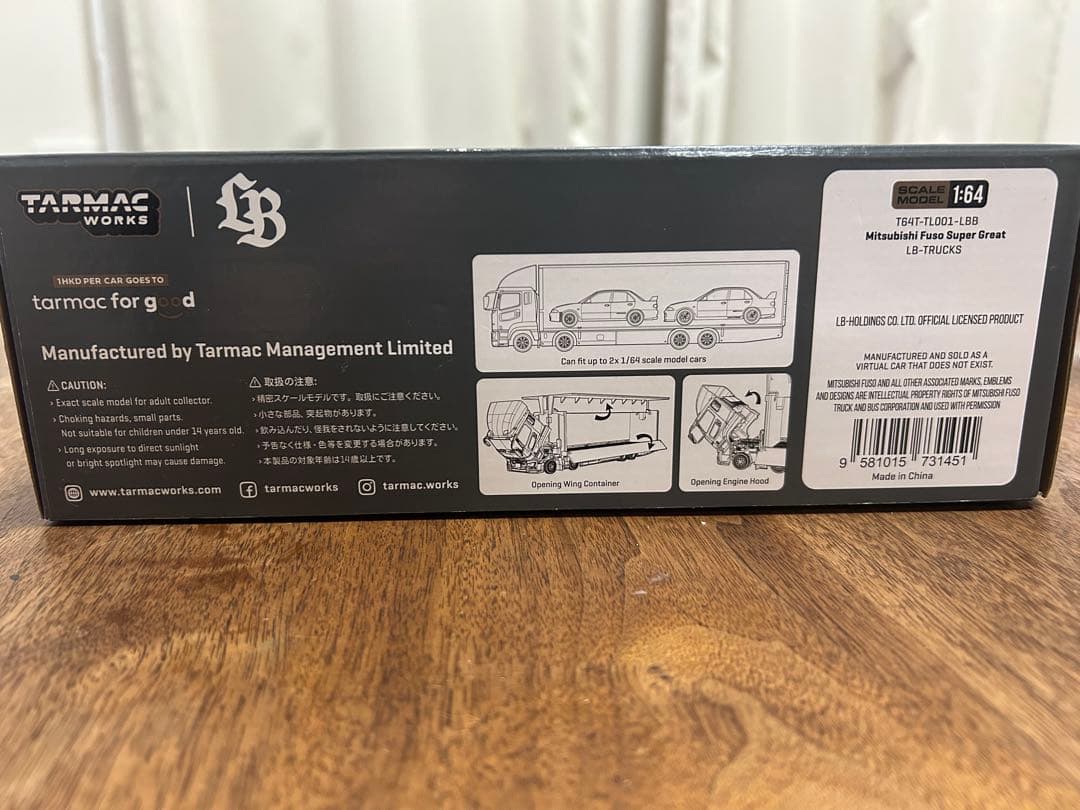 TARMAC
WORKS
LB
1HKD PER CAR GOES TO
tarmac for good
Manufactured by Tarmac Management Limited
CAUTION:
› Exact scale model for adult collector.
› Choking hazards, small parts.
Not suitable for children under 14 years old.
› Long exposure to direct sunlight
or bright spotlight may cause damage.
取扱の注意:
›精密スケールモデルです。取扱にご注意ください。
›小さな部品、突起物があります。
›飲み込んだり、怪我をされないように注意してください。
›予告なく仕様・色等を変更する場合があります。
›本製品の対象年齢は14歳以上です。
www.tarmacworks.com
tarmacworks
tarmac.works
Can fit up to 2x 1/64 scale model cars
Opening Wing Container
Opening Engine Hood
SCALE
MODEL 1:64
T64T-TL001-LBB
Mitsubishi Fuso Super Great
LB-TRUCKS
LB-HOLDINGS CO. LTD. OFFICIAL LICENSED PRODUCT
MANUFACTURED AND SOLD AS A
VIRTUAL CAR THAT DOES NOT EXIST.
MITSUBISHI FUSO AND ALL OTHER ASSOCIATED MARKS, EMBLEMS
AND DESIGNS ARE INTELLECTUAL PROPERTY RIGHTS OF MITSUBISHI FUSO
TRUCK AND BUS CORPORATION AND USED WITH PERMISSION
9 581015 731451
Made in China